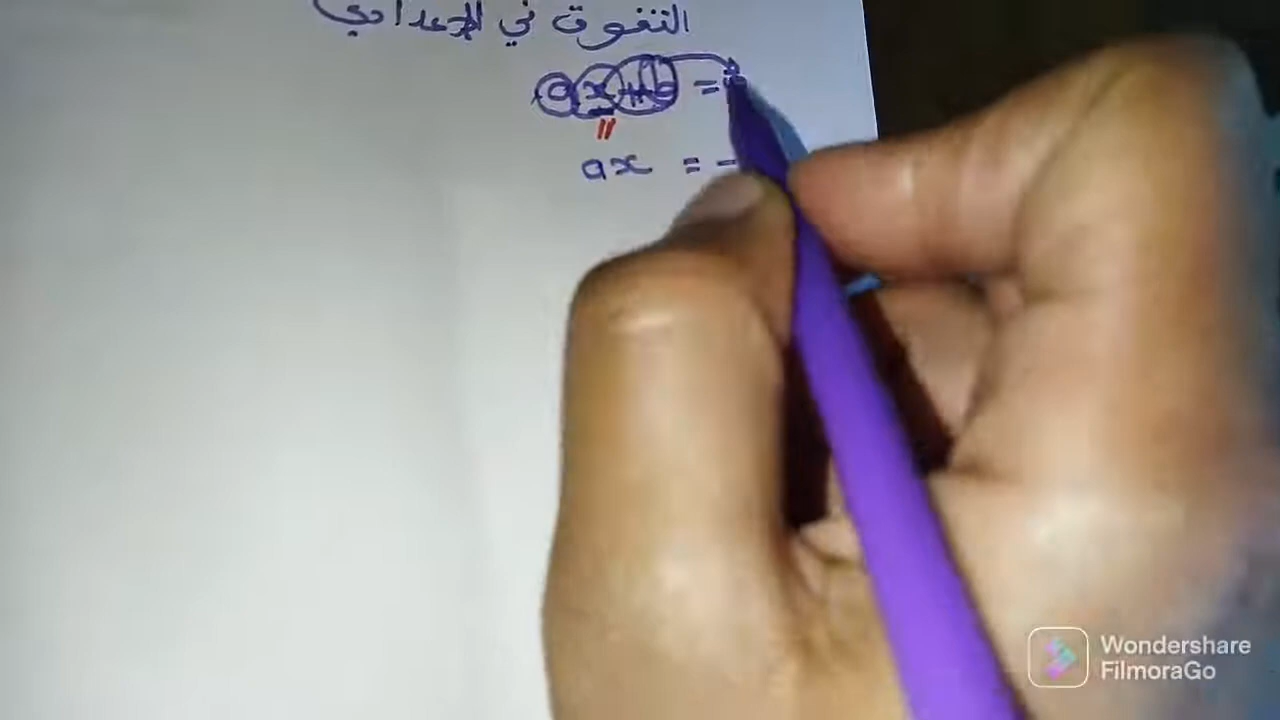 التفوق في الإعدادي
ax+b =
ax = -
Wondershare
FilmoraGo